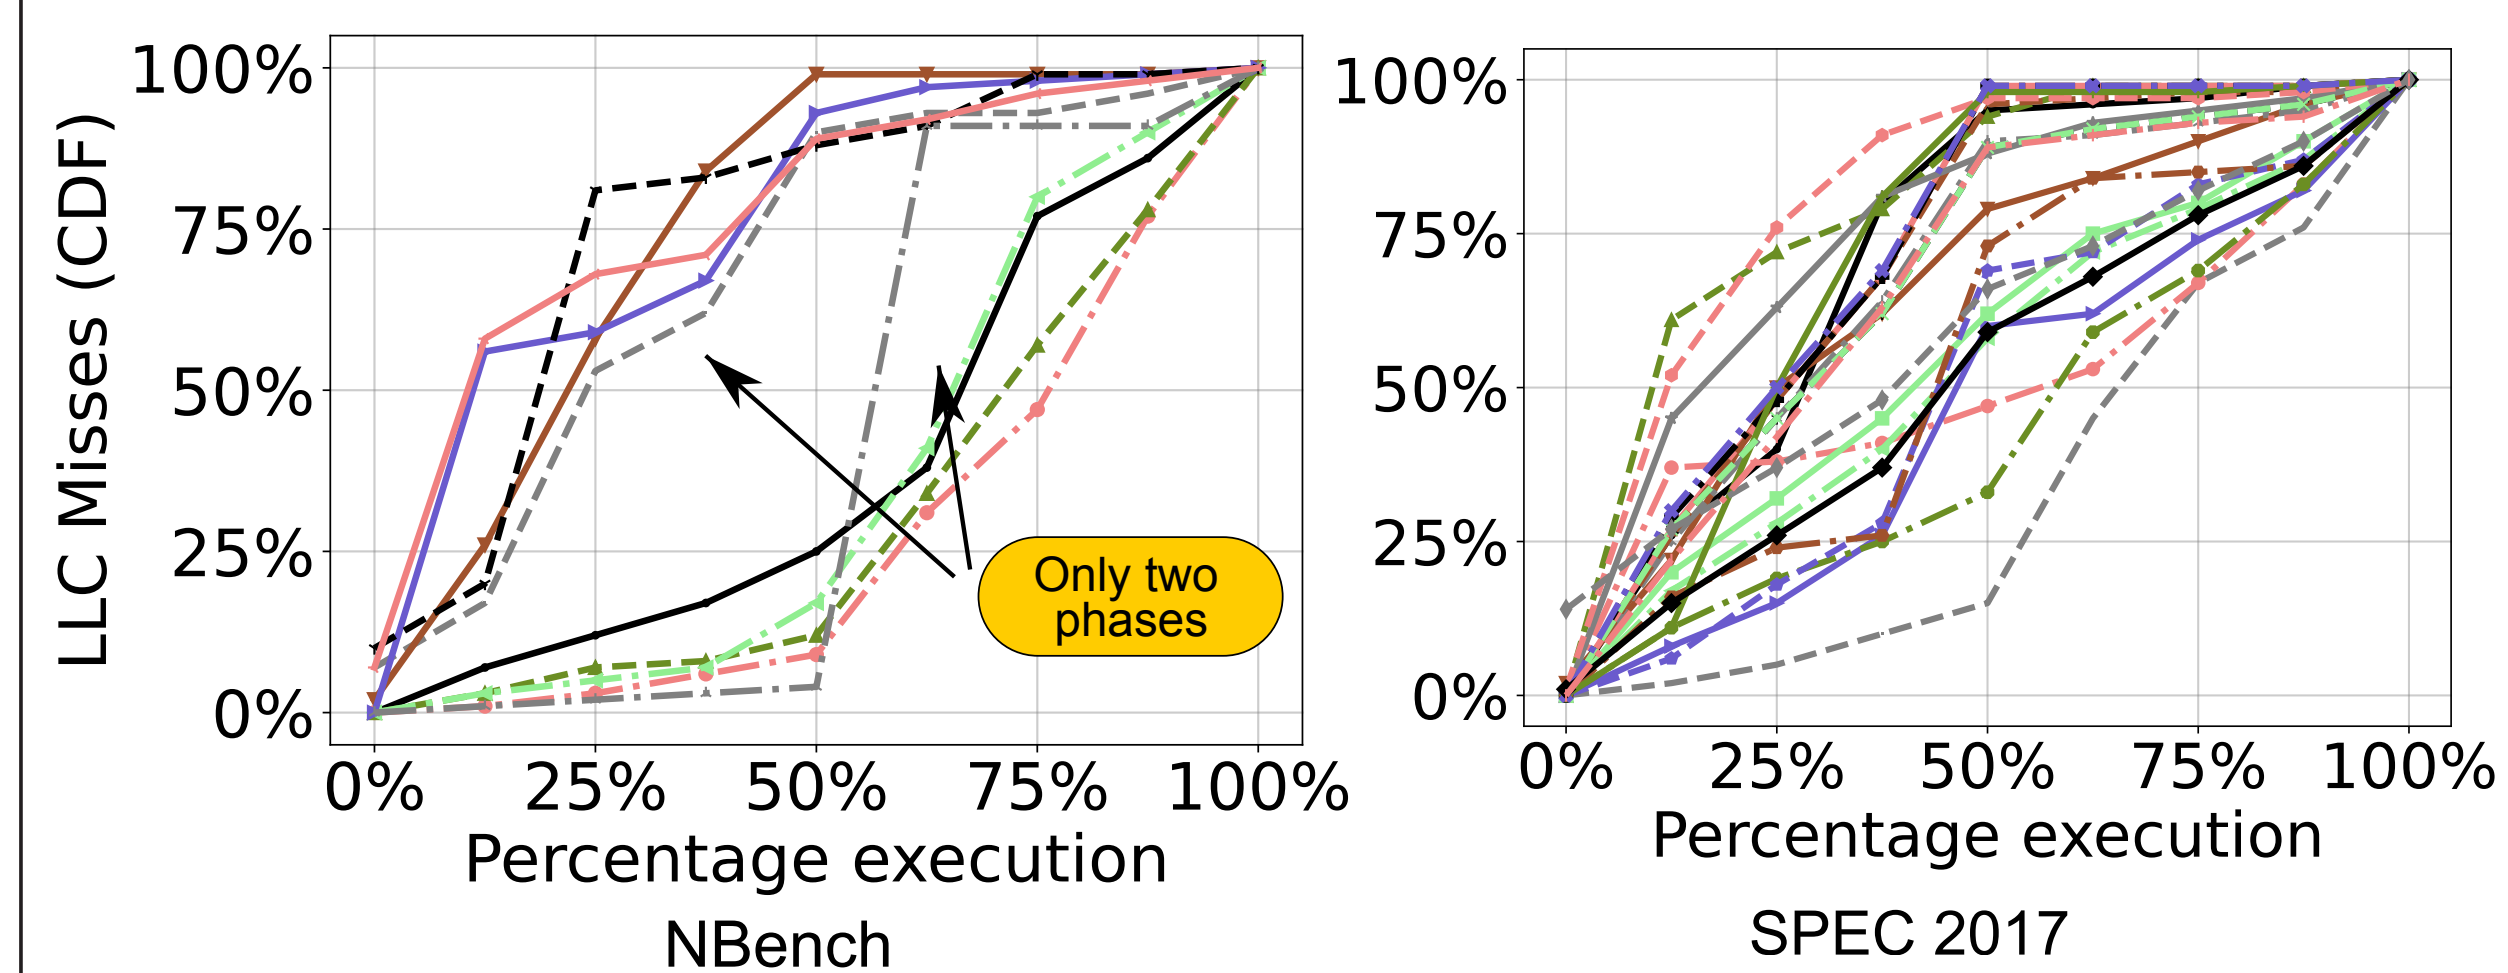 LLC Misses (CDF)
100%
75%
50%
25%
0%
0% 25% 50% 75% 100%
Percentage execution
NBench
Only two
phases
100%
75%
50%
25%
0%
0% 25% 50% 75% 100%
Percentage execution
SPEC 2017